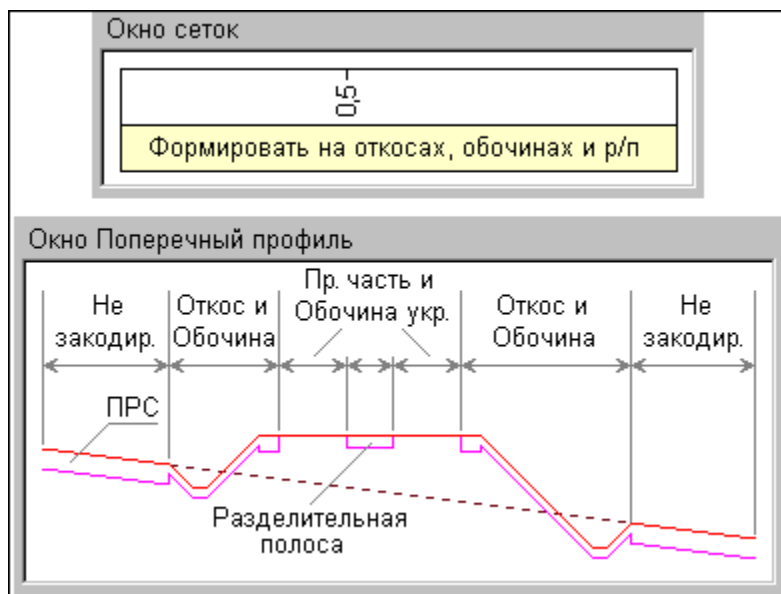 Окно сеток
0,5
Формировать на откосах, обочинах и р/п
Окно Поперечный профиль
Не
закодир.
Откос и
Обочина
Пр. часть и
Обочина укр.
Откос и
Обочина
Не
закодир.
ПРС
Разделительная
полоса